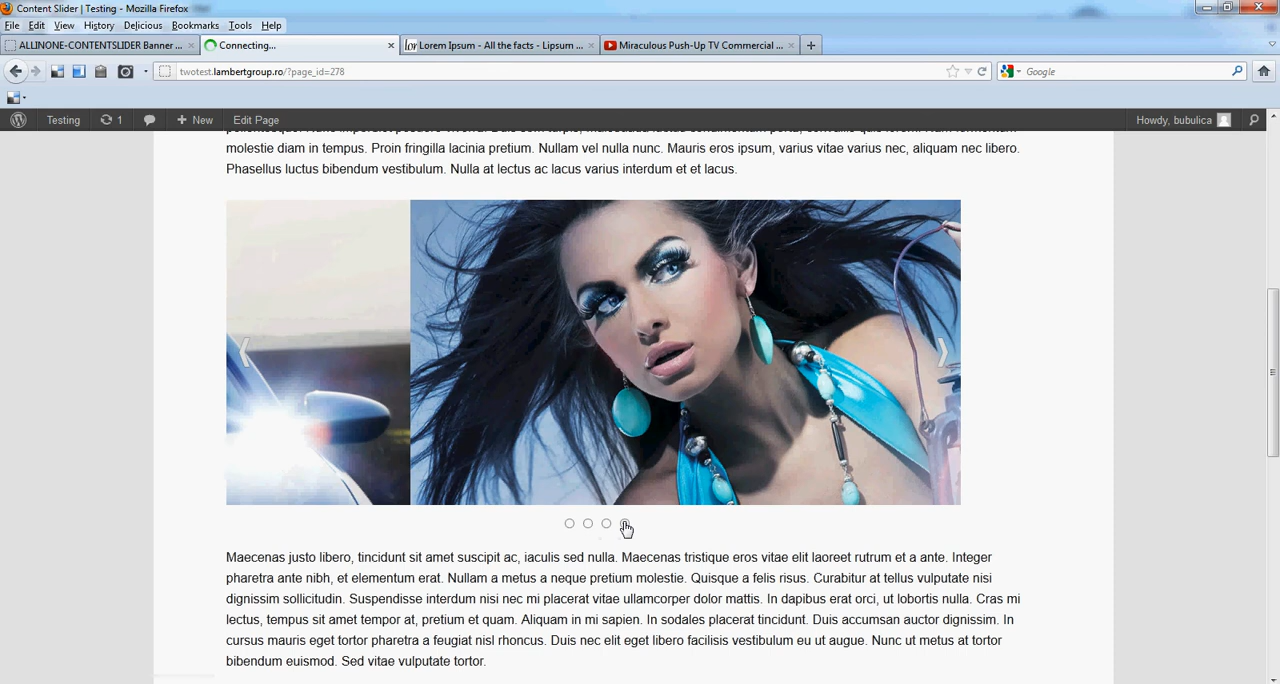 Content Slider | Testing - Mozilla Firefox
File Edit View History Delicious Bookmarks Tools Help
ALLINONE-CONTENTSLIDER Banner ... Connecting... Lorem Ipsum - All the facts - Lipsum ... Miraculous Push-Up TV Commercial ...
twotest.lambertgroup.ro/?page_id=278 Google
Testing 1 New Edit Page Howdy, bubulica
molestie diam in tempus. Proin fringilla lacinia pretium. Nullam vel nulla nunc. Mauris eros ipsum, varius vitae varius nec, aliquam nec libero.
Phasellus luctus bibendum vestibulum. Nulla at lectus ac lacus varius interdum et et lacus.
Maecenas justo libero, tincidunt sit amet suscipit ac, iaculis sed nulla. Maecenas tristique eros vitae elit laoreet rutrum et a ante. Integer
pharetra ante nibh, et elementum erat. Nullam a metus a neque pretium molestie. Quisque a felis risus. Curabitur at tellus vulputate nisi
dignissim sollicitudin. Suspendisse interdum nisi nec mi placerat vitae ullamcorper dolor mattis. In dapibus erat orci, ut lobortis nulla. Cras mi
lectus, tempus sit amet tempor at, pretium et quam. Aliquam in mi sapien. In sodales placerat tincidunt. Duis accumsan auctor dignissim. In
cursus mauris eget tortor pharetra a feugiat nisl rhoncus. Duis nec elit eget libero facilisis vestibulum eu ut augue. Nunc ut metus at tortor
bibendum euismod. Sed vitae vulputate tortor.